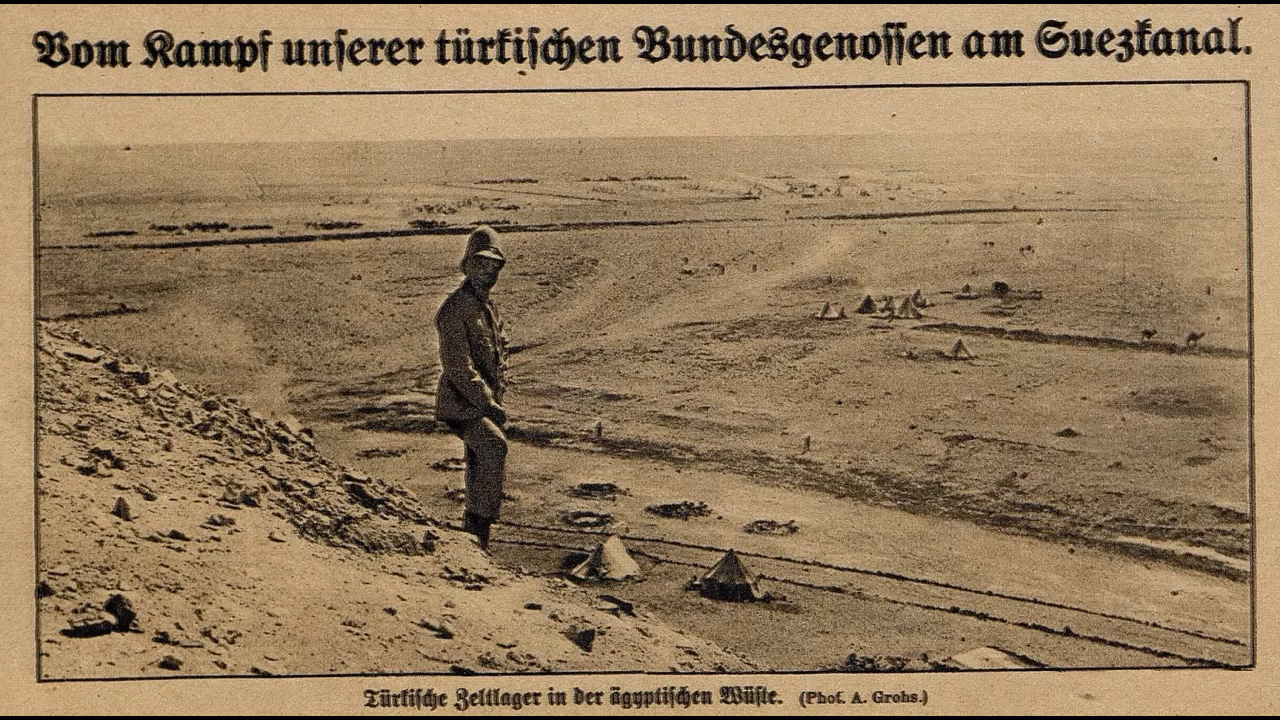 Vom Kampf unserer türkischen Bundesgenossen am Suezkanal.
Türkische Zeltlager in der ägyptischen Wüste. (Phot. A. Grohs.)